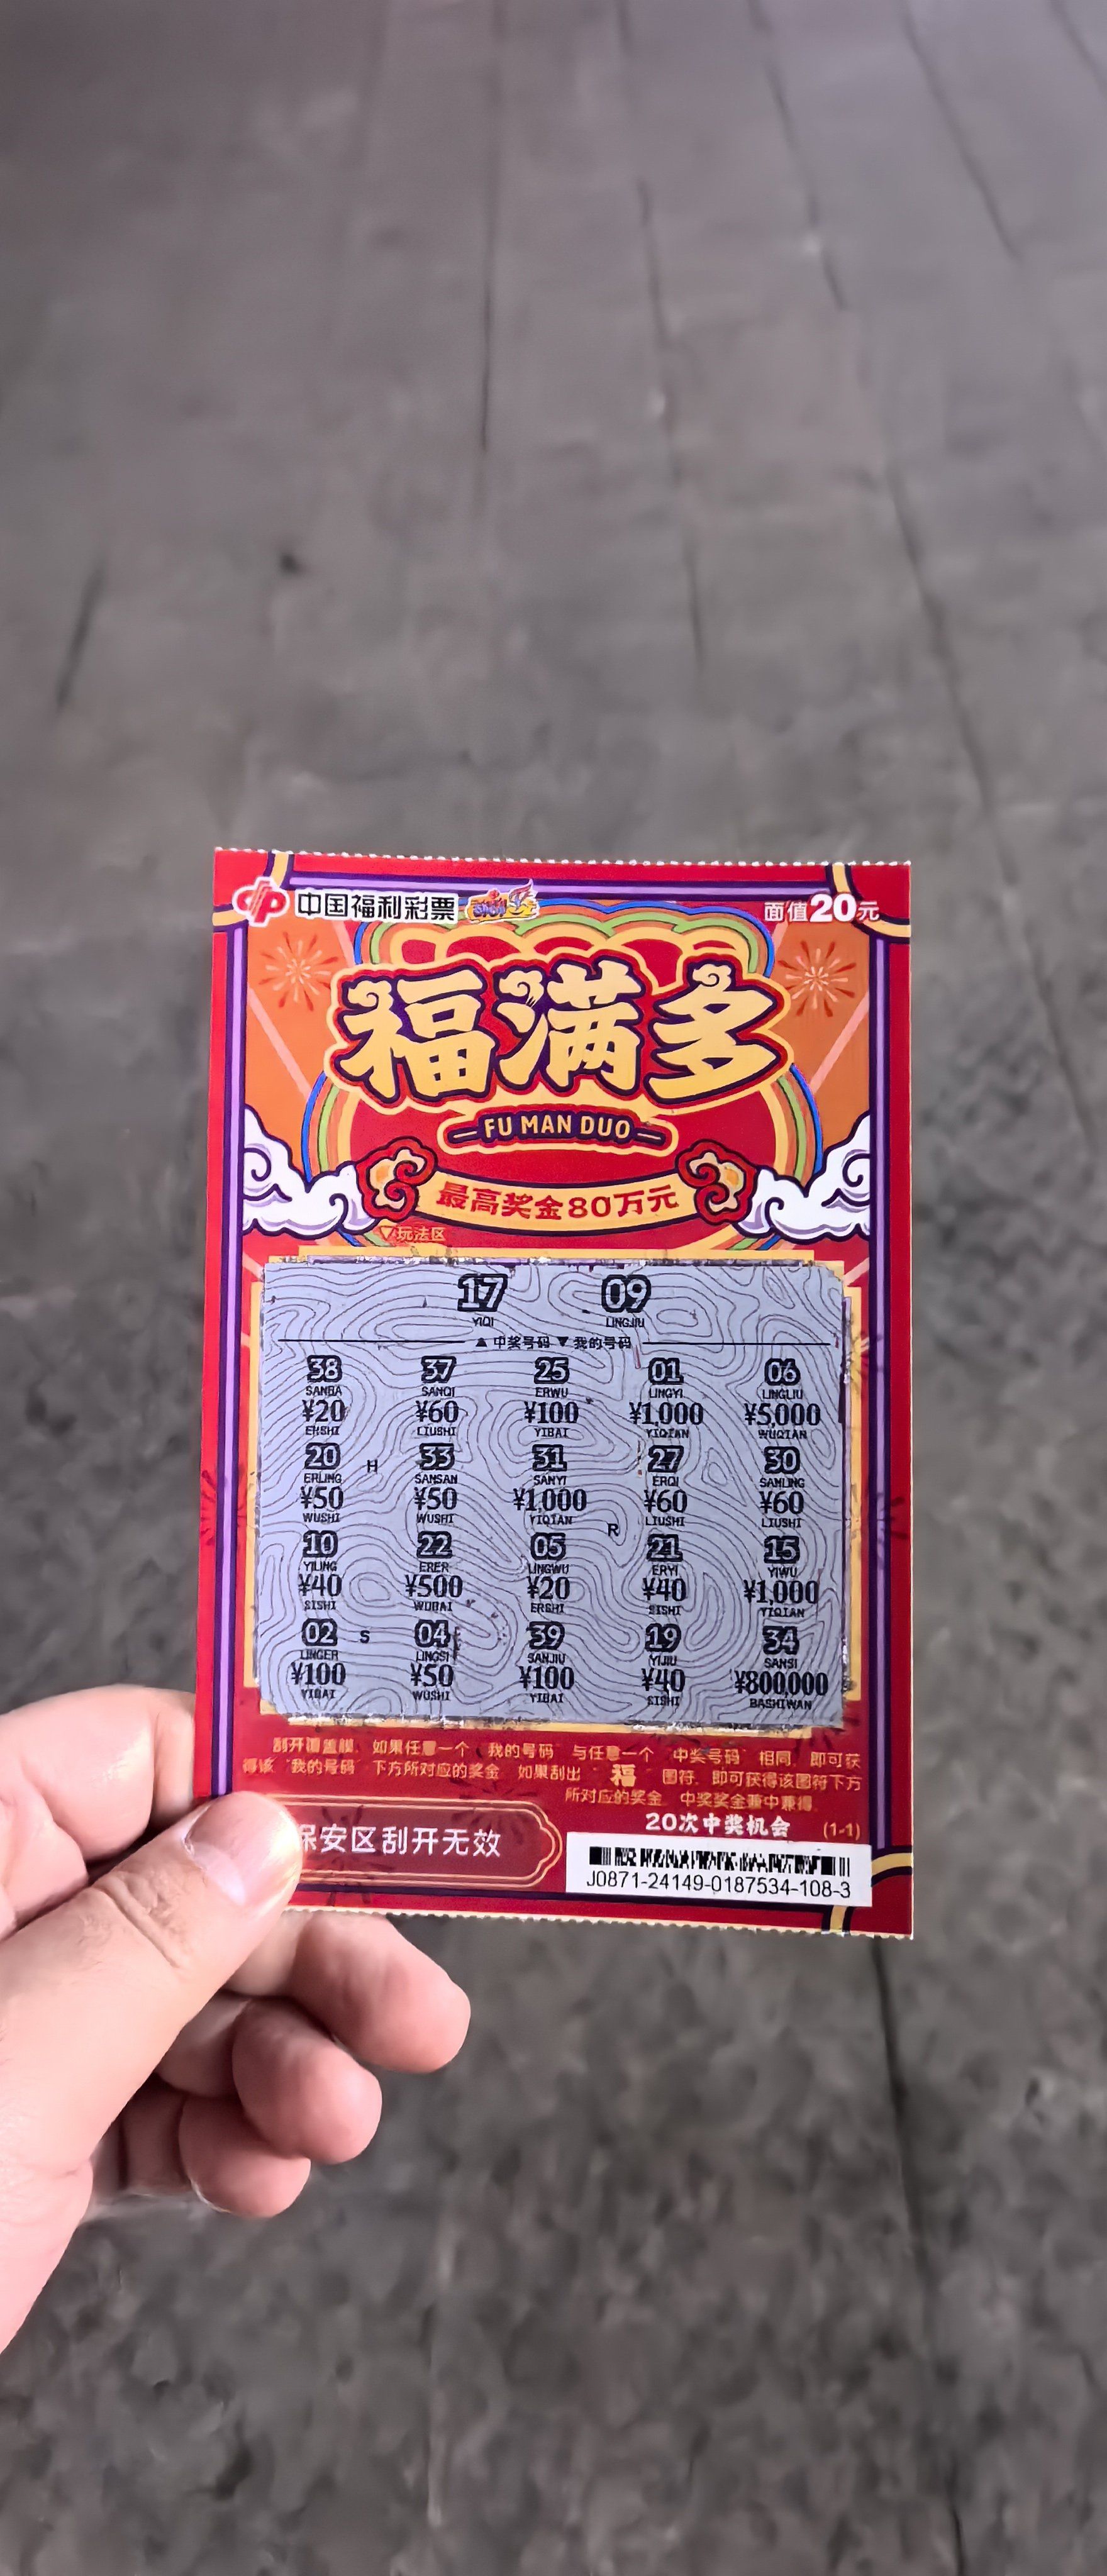 中国福利彩票 刮刮乐 面值20元
福满多
FU MAN DUO
最高奖金80万元
▽玩法区
17 09
YIQI LINGJIU
▲ 中奖号码 ▼ 我的号码
38 37 25 01 06
SANBA SANQI ERWU LINGYI LINGLIU
¥20 ¥60 ¥100 ¥1,000 ¥5,000
ERSHI LIUSHI YIBAI YIQIAN WUQIAN
20 33 31 27 30
ERLING H SANSAN SANYI ERQI SANLING
¥50 ¥50 ¥1,000 ¥60 ¥60
WUSHI WUSHI YIQIAN R LIUSHI LIUSHI
10 22 05 21 15
YILING ERER LINGWU ERYI YIWU
¥40 ¥500 ¥20 ¥40 ¥1,000
SISHI WUBAI ERSHI SISHI YIQIAN
02 S 04 39 19 34
LINGER LINGSI SANJIU YIJIU SANSI
¥100 ¥50 ¥100 ¥40 ¥800,000
YIBAI WUSHI YIBAI SISHI BASHIWAN
刮开覆盖膜 如果任意一个 我的号码 与任意一个 中奖号码 相同 即可获
得该 我的号码 下方所对应的奖金 如果刮出 福 图符 即可获得该图符下方
所对应的奖金 中奖奖金兼中兼得
20次中奖机会 (1-1)
保安区刮开无效
J0871-24149-0187534-108-3